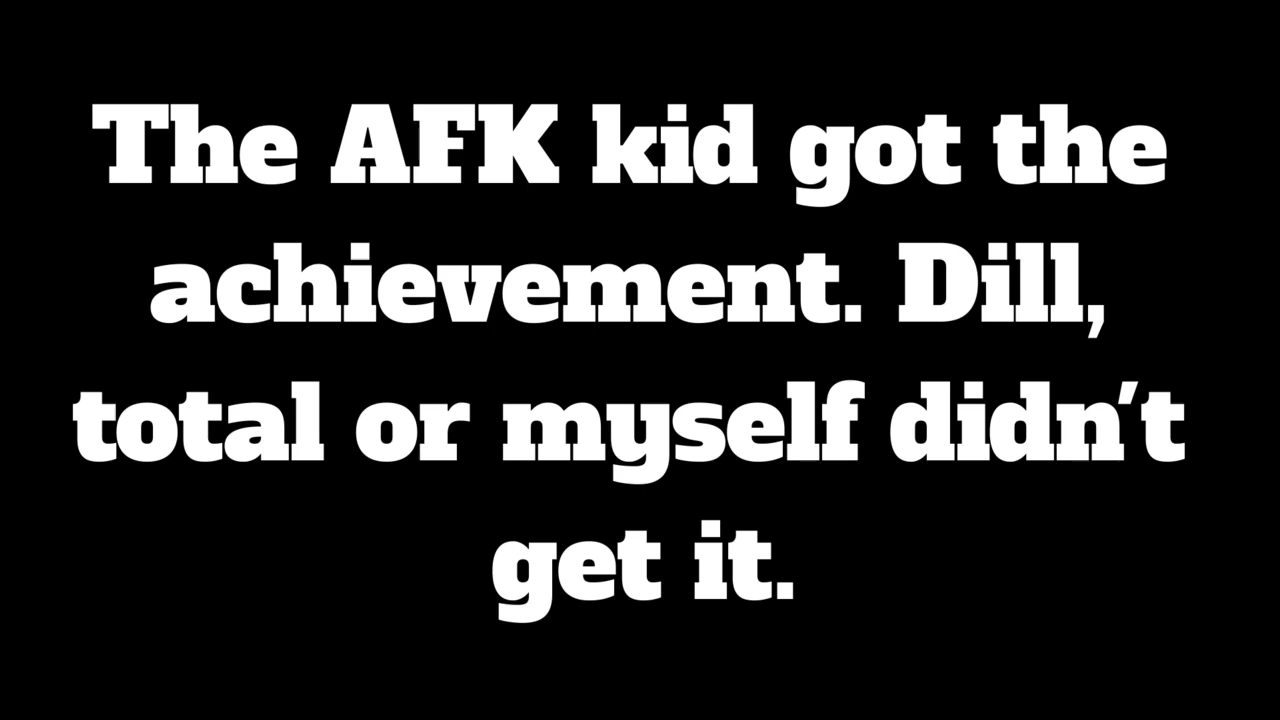 The AFK kid got the
achievement. Dill,
total or myself didn't
get it.